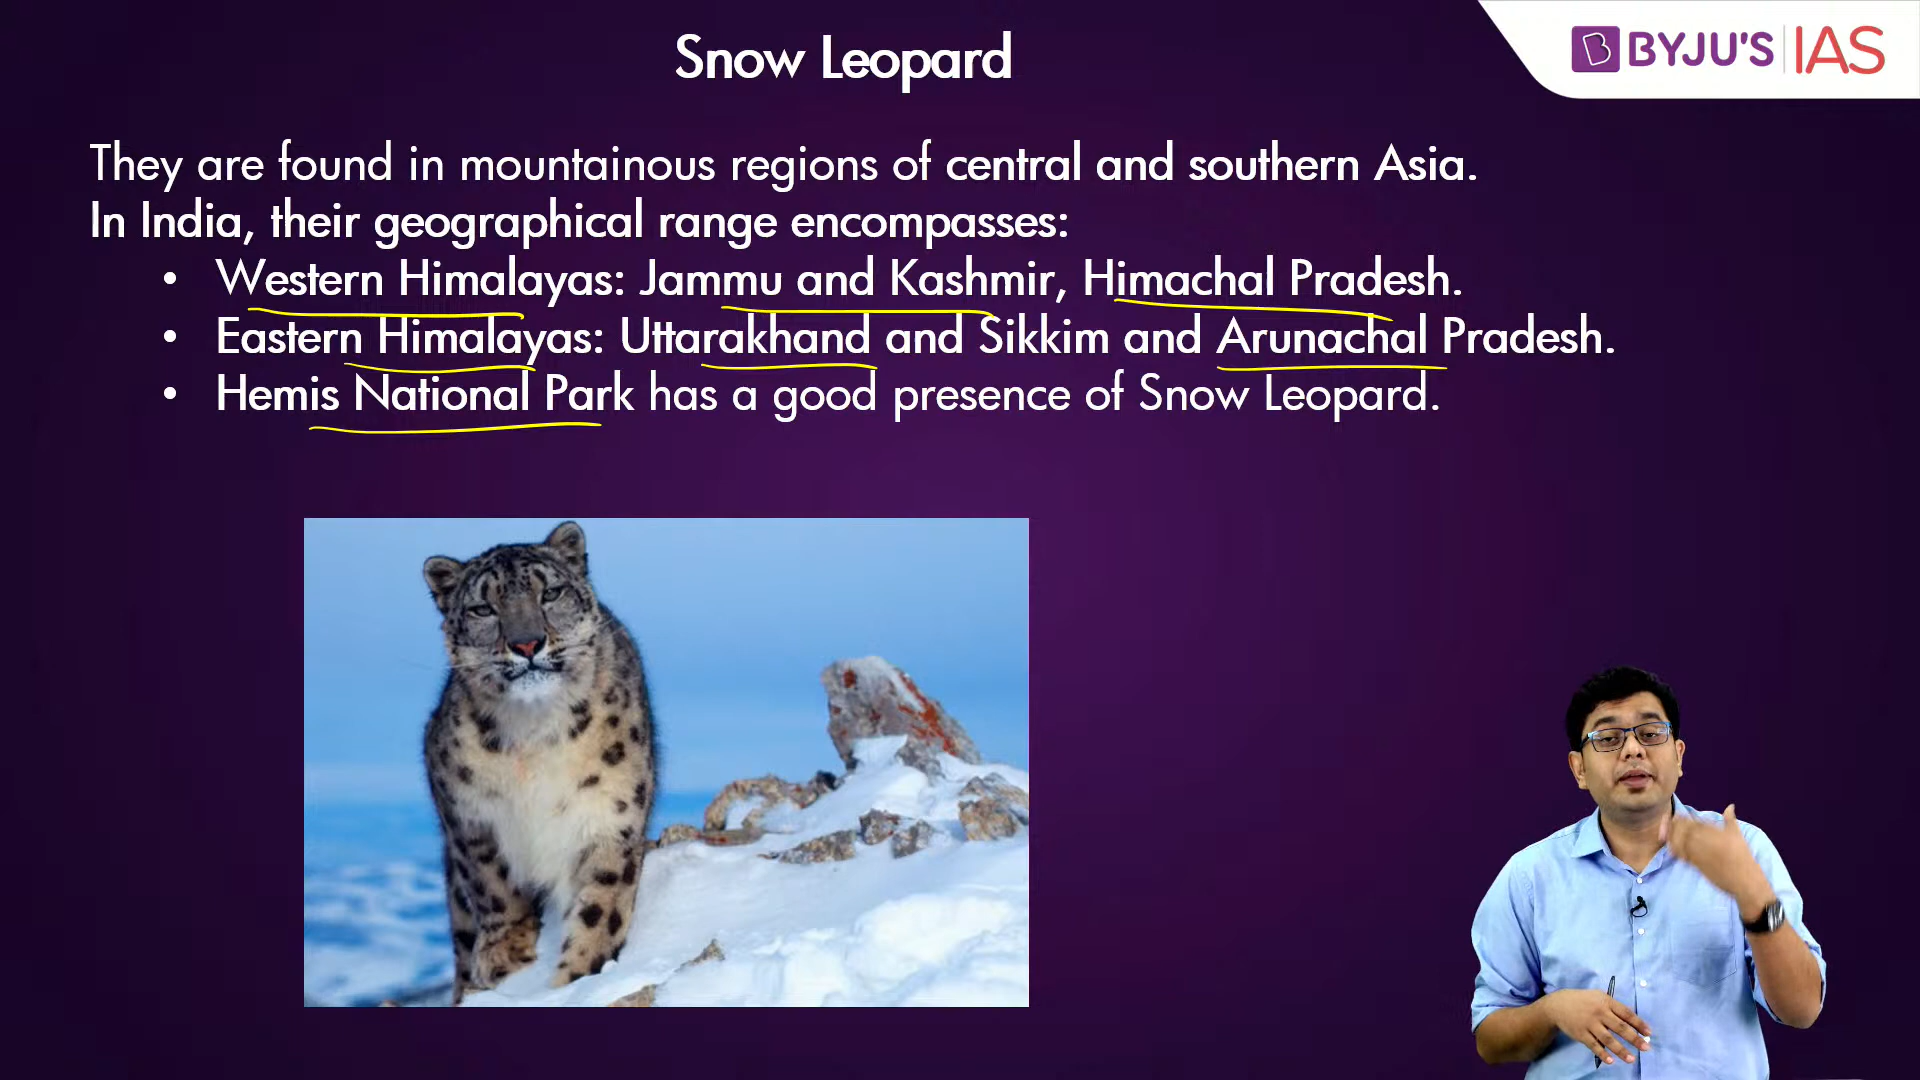 Snow Leopard
BYJU'S IAS
They are found in mountainous regions of central and southern Asia.
In India, their geographical range encompasses:
• Western Himalayas: Jammu and Kashmir, Himachal Pradesh.
• Eastern Himalayas: Uttarakhand and Sikkim and Arunachal Pradesh.
• Hemis National Park has a good presence of Snow Leopard.